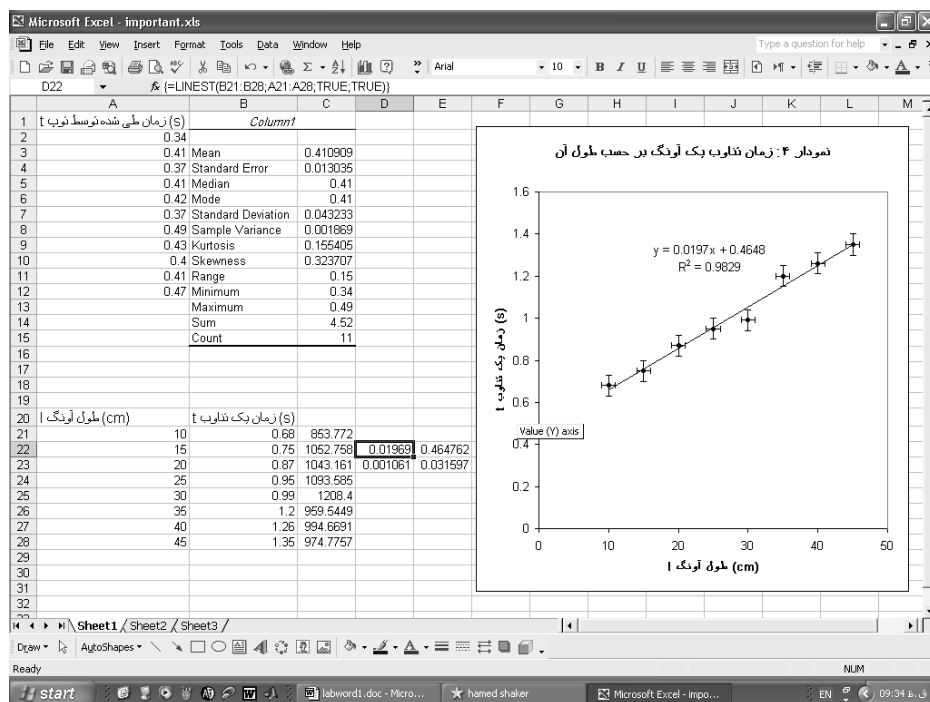 Microsoft Excel - important.xls
File Edit View Insert Format Tools Data Window Help
Type a question for help
Arial 10 B I U
D22 fx {=LINEST(B21:B28;A21:A28;TRUE;TRUE)}
A B C D E F G H I J K L M
1 زمان طی شده توسط توپ t (s) Column1
2 0.34
3 0.41 Mean 0.410909
4 0.37 Standard Error 0.013035
5 0.41 Median 0.41
6 0.42 Mode 0.41
7 0.37 Standard Deviation 0.043233
8 0.49 Sample Variance 0.001869
9 0.43 Kurtosis 0.155405
10 0.4 Skewness 0.323707
11 0.41 Range 0.15
12 0.47 Minimum 0.34
13 Maximum 0.49
14 Sum 4.52
15 Count 11
16
17
18
19
20 طول آونگ l (cm) زمان یک تناوب t (s)
21 10 0.68 853.772
22 15 0.75 1052.758 0.01969 0.464762
23 20 0.87 1043.161 0.001061 0.031597
24 25 0.95 1093.585
25 30 0.99 1208.4
26 35 1.2 959.5449
27 40 1.26 994.6691
28 45 1.35 974.7757
29
30
31
32
نمودار ۴: زمان تناوب یک آونگ بر حسب طول آن
y = 0.0197x + 0.4648
R² = 0.9829
1.6
1.4
1.2
1
0.8
0.6
0.4
0.2
0
زمان یک تناوب t (s)
Value (Y) axis
0 10 20 30 40 50
طول آونگ l (cm)
Sheet1 Sheet2 Sheet3
Draw AutoShapes
Ready NUM
start labword1.doc - Micro... hamed shaker Microsoft Excel - impo... EN 09:34 ق.ظ